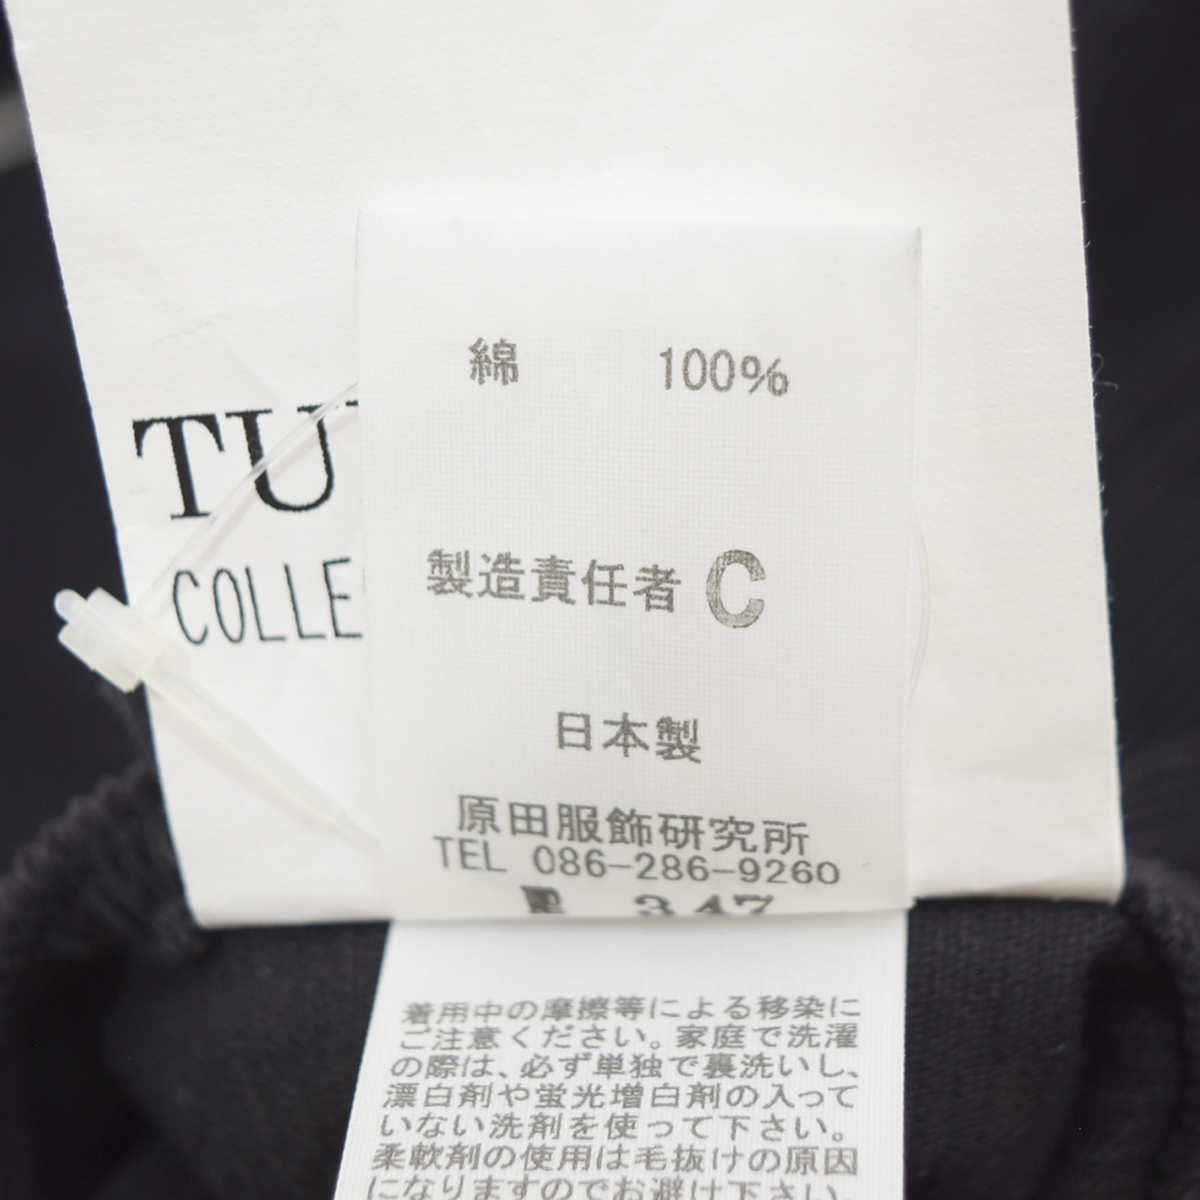 綿 100%
TU
COLLE
製造責任者 C
日本製
原田服飾研究所
TEL 086-286-9260
347
着用中の摩擦等による移染に
ご注意ください。家庭で洗濯
の際は、必ず単独で裏洗いし、
漂白剤や蛍光増白剤の入って
いない洗剤を使って下さい。
柔軟剤の使用は毛抜けの原因
になりますのでお避け下さい。